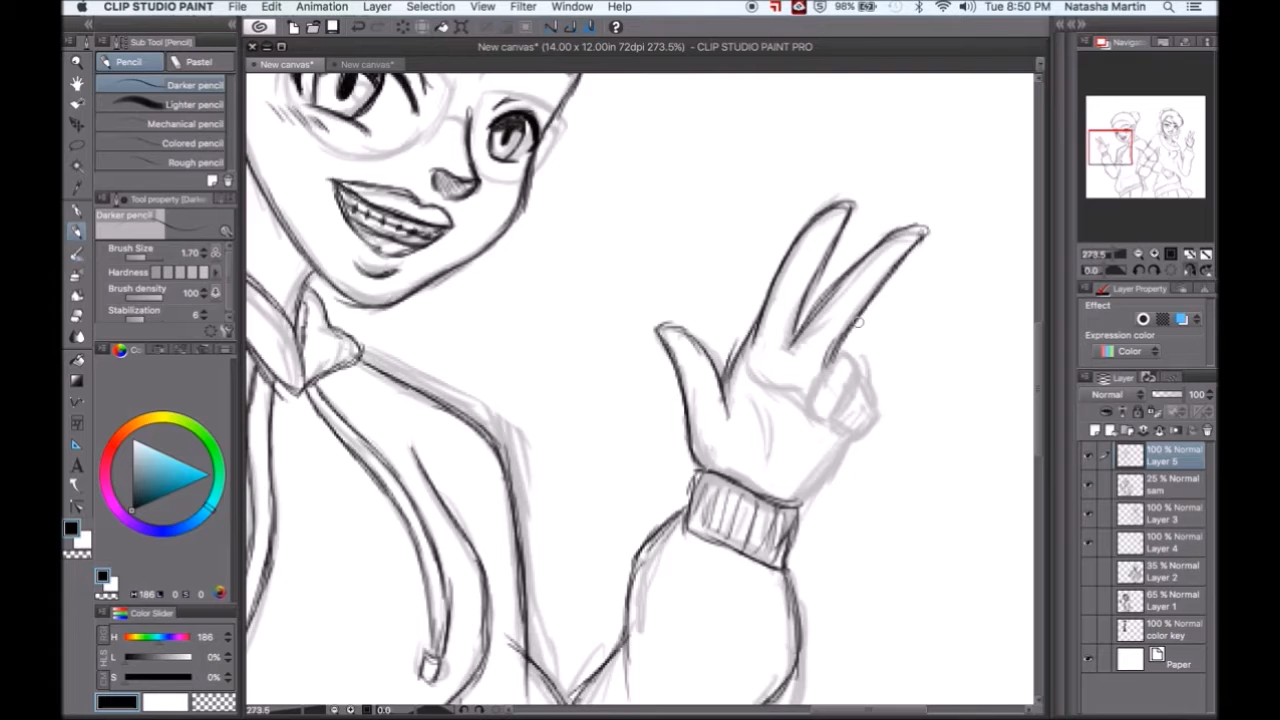 CLIP STUDIO PAINT File Edit Animation Layer Selection View Filter Window Help 98% Tue 8:50 PM Natasha Martin
New canvas* (14.00 x 12.00in 72dpi 273.5%) - CLIP STUDIO PAINT PRO
Sub Tool [Pencil]
Pencil Pastel
New canvas* New canvas*
Darker pencil
Lighter pencil
Mechanical pencil
Colored pencil
Rough pencil
Tool property [Darker
Darker pencil
Brush Size 1.70
Hardness
Brush density 100
Stabilization 6
Color Slider
H 186
L 0%
S 0%
H 186 L 0 S 0
273.5 0.0
Navigator
273.5
0.0
Layer Property
Effect
Expression color
Color
Layer
Normal 100
100 % Normal
Layer 5
25 % Normal
sam
100 % Normal
Layer 3
100 % Normal
Layer 4
35 % Normal
Layer 2
65 % Normal
Layer 1
100 % Normal
color key
Paper